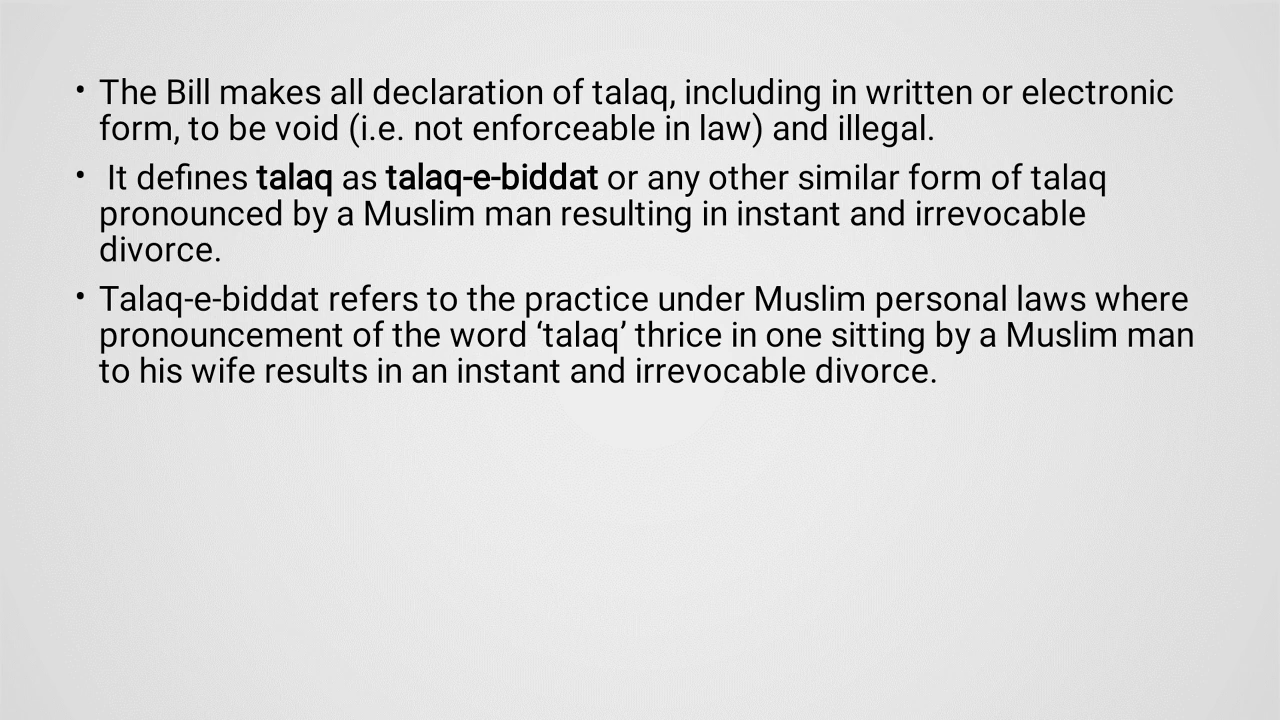 • The Bill makes all declaration of talaq, including in written or electronic
form, to be void (i.e. not enforceable in law) and illegal.
• It defines talaq as talaq-e-biddat or any other similar form of talaq
pronounced by a Muslim man resulting in instant and irrevocable
divorce.
• Talaq-e-biddat refers to the practice under Muslim personal laws where
pronouncement of the word ‘talaq’ thrice in one sitting by a Muslim man
to his wife results in an instant and irrevocable divorce.